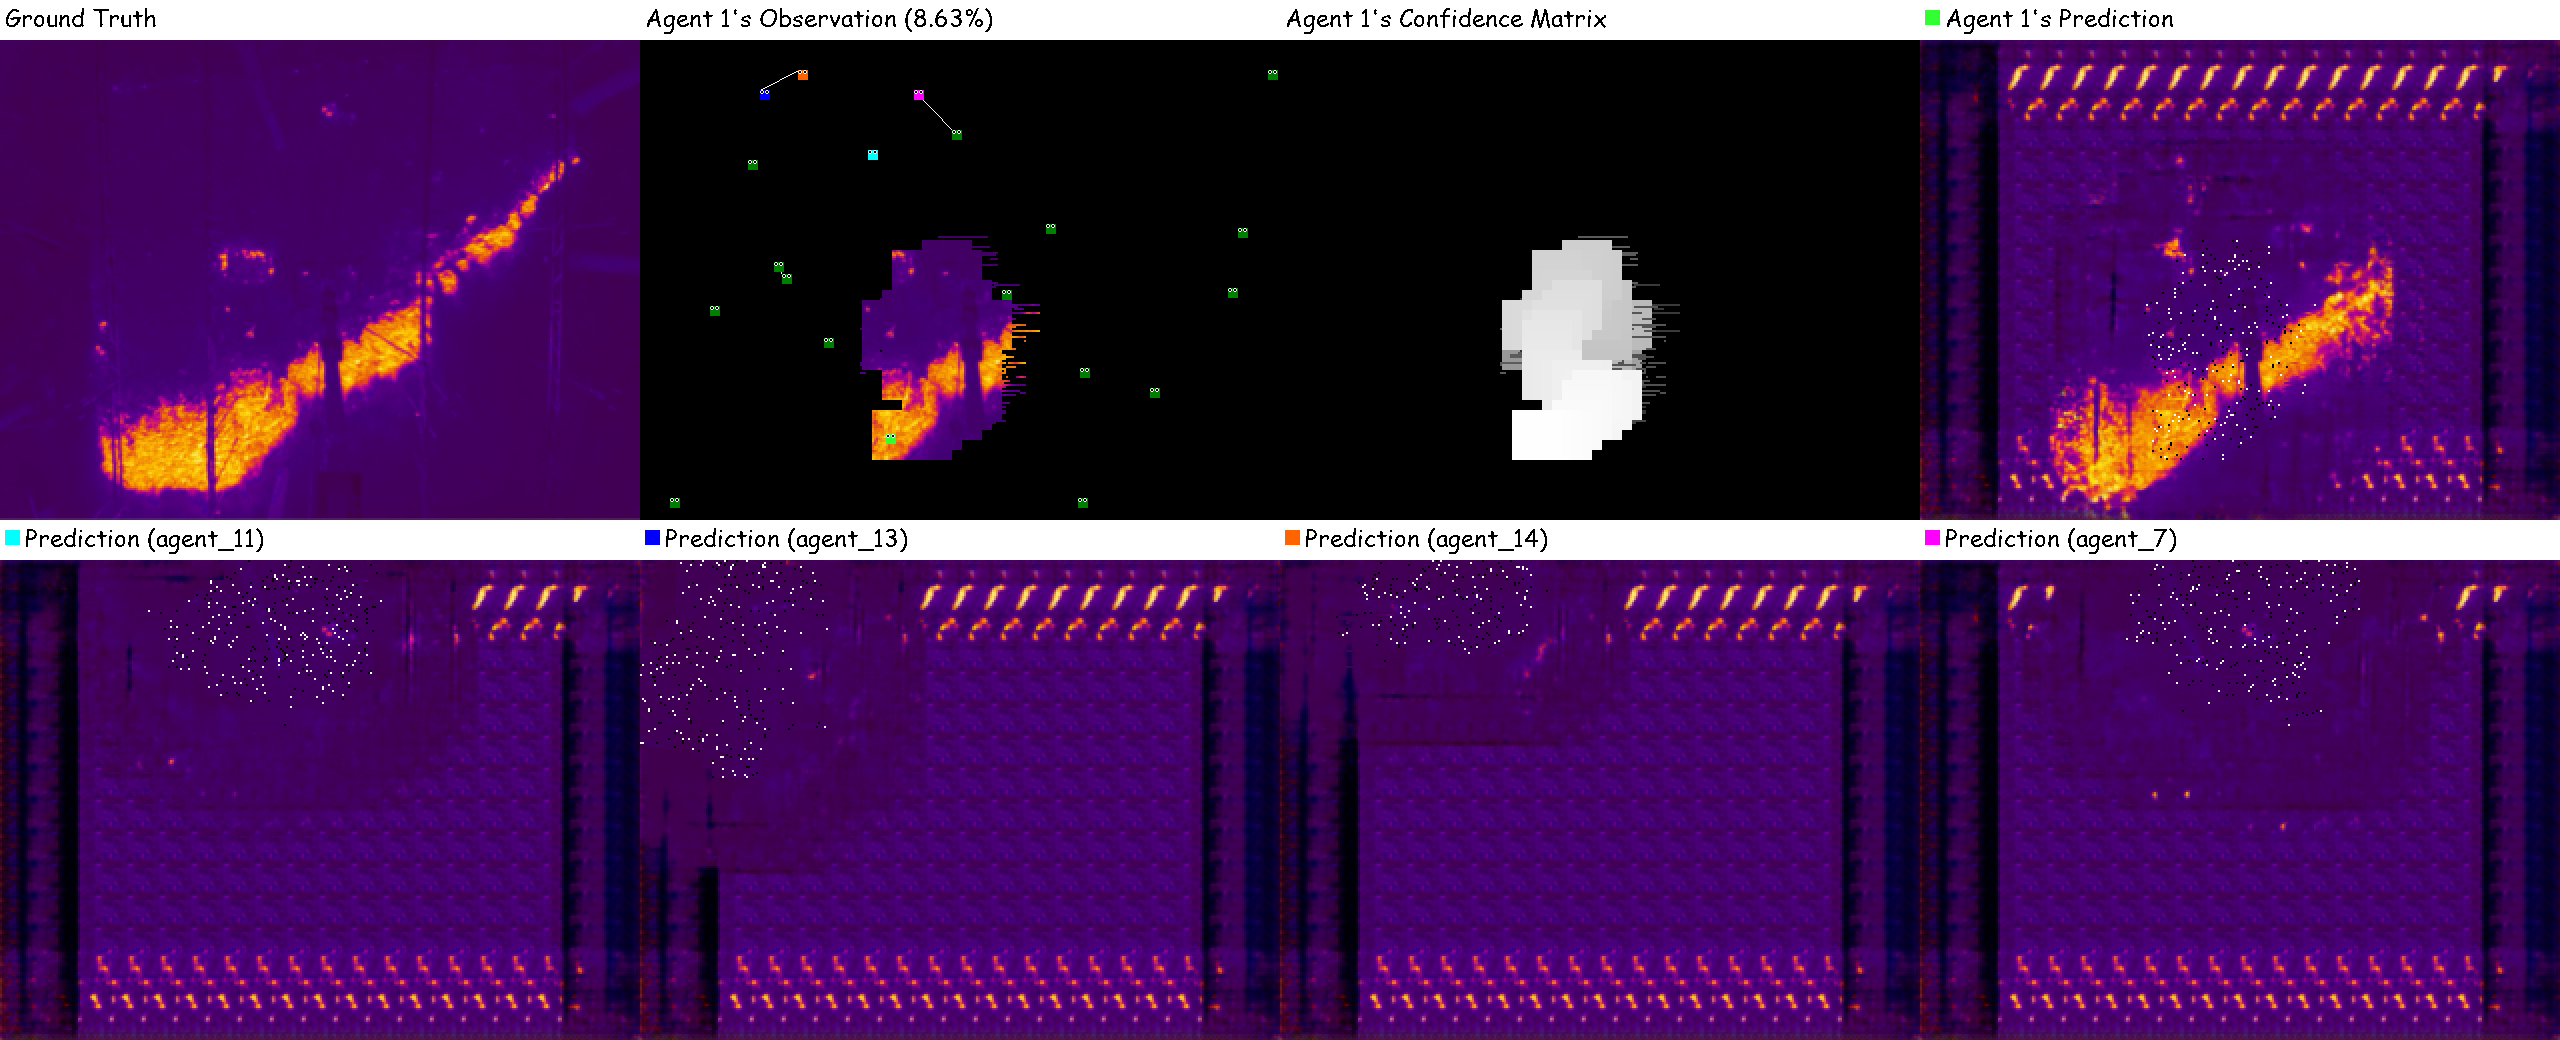 Ground Truth
Agent 1's Observation (8.63%)
Agent 1's Confidence Matrix
Agent 1's Prediction
Prediction (agent_11)
Prediction (agent_13)
Prediction (agent_14)
Prediction (agent_7)